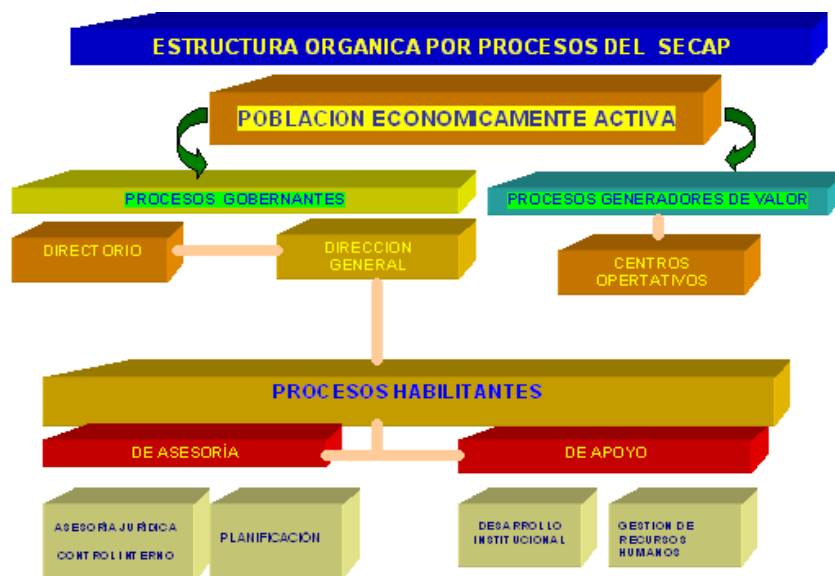 ESTRUCTURA ORGANICA POR PROCESOS DEL SECAP
POBLACION ECONOMICAMENTE ACTIVA
PROCESOS GOBERNANTES
PROCESOS GENERADORES DE VALOR
DIRECTORIO
DIRECCION
GENERAL
CENTROS
OPERTATIVOS
PROCESOS HABILITANTES
DE ASESORÍA
DE APOYO
ASESORÍA JURÍDICA
CONTROL INTERNO
PLANIFICACIÓN
DESARROLLO
INSTITUCIONAL
GESTION DE
RECURSOS
HUMANOS